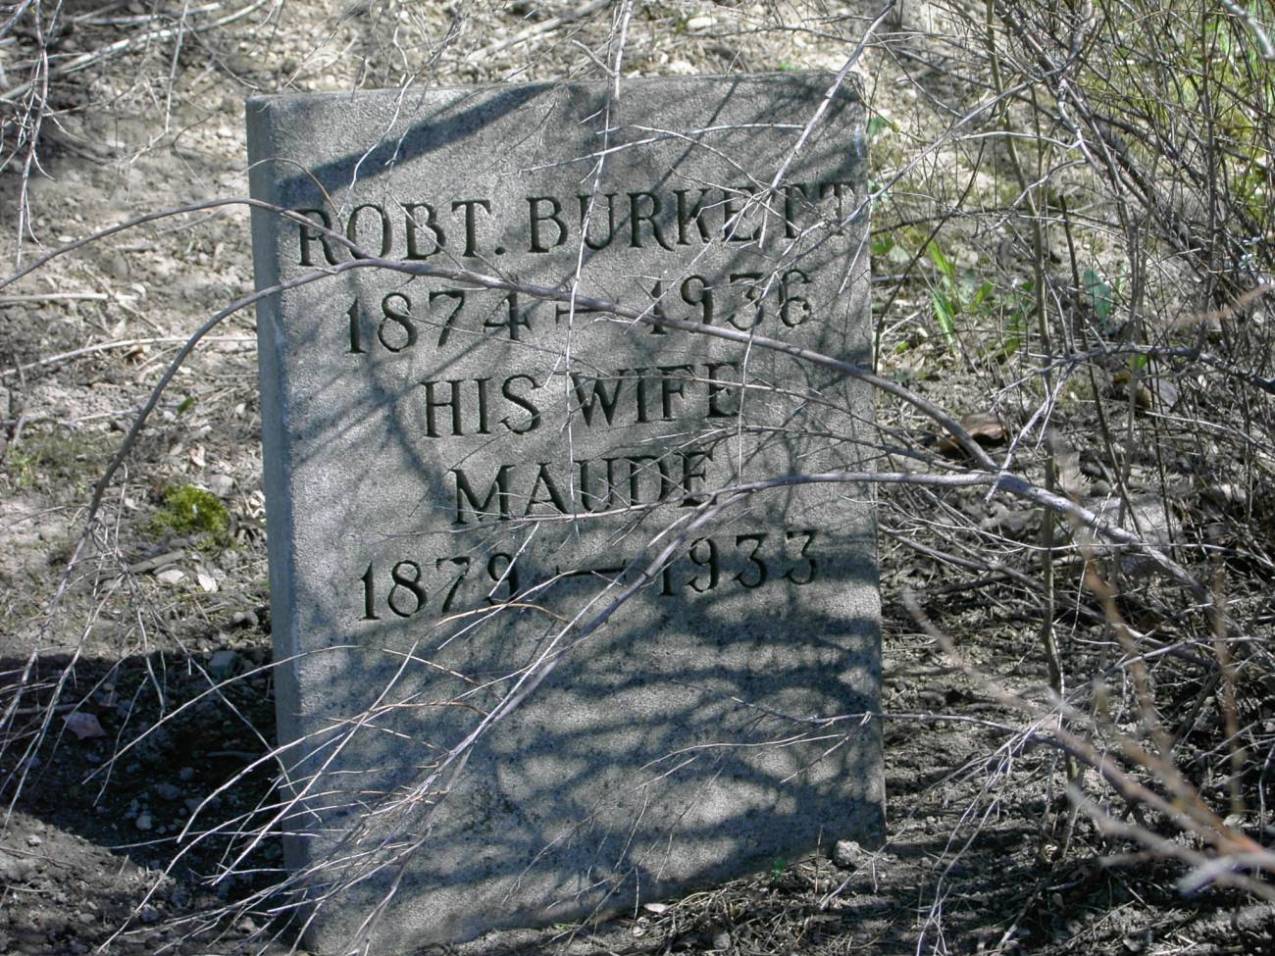 ROBT. BURKETT
1874 – 1936
HIS WIFE
MAUDE
1879 – 1933